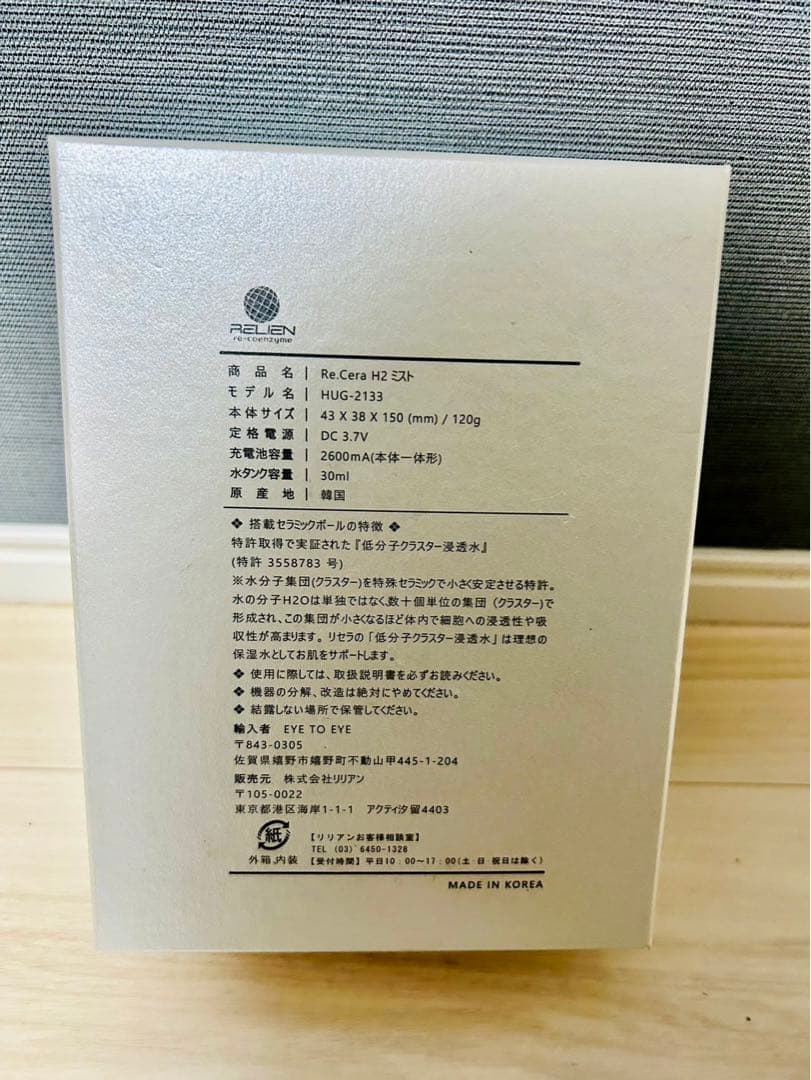 RELIEN
re-coenzyme
商品名 | Re.Cera H2 ミスト
モデル名 | HUG-2133
本体サイズ | 43 X 38 X 150 (mm) / 120g
定格電源 | DC 3.7V
充電池容量 | 2600mA(本体一体形)
水タンク容量 | 30ml
原産地 | 韓国
❖ 搭載セラミックボールの特徴 ❖
特許取得で実証された『低分子クラスター浸透水』
(特許 3558783 号)
※水分子集団(クラスター)を特殊セラミックで小さく安定させる特許。
水の分子H2Oは単独ではなく、数十個単位の集団（クラスター)で
形成され、この集団が小さくなるほど体内で細胞への浸透性や吸
収性が高まります。リセラの「低分子クラスター浸透水」は理想の
保湿水としてお肌をサポートします。
❖ 使用に際しては、取扱説明書を必ずお読みください。
❖ 機器の分解、改造は絶対にやめてください。
❖ 結露しない場所で保管してください。
輸入者 EYE TO EYE
〒843-0305
佐賀県嬉野市嬉野町不動山甲445-1-204
販売元 株式会社リリアン
〒105-0022
東京都港区海岸1-1-1 アクティ汐留4403
紙
外箱、内装
【リリアンお客様相談室】
TEL (03) 6450-1328
【受付時間】平日10：00〜17：00(土・日・祝日は除く)
MADE IN KOREA